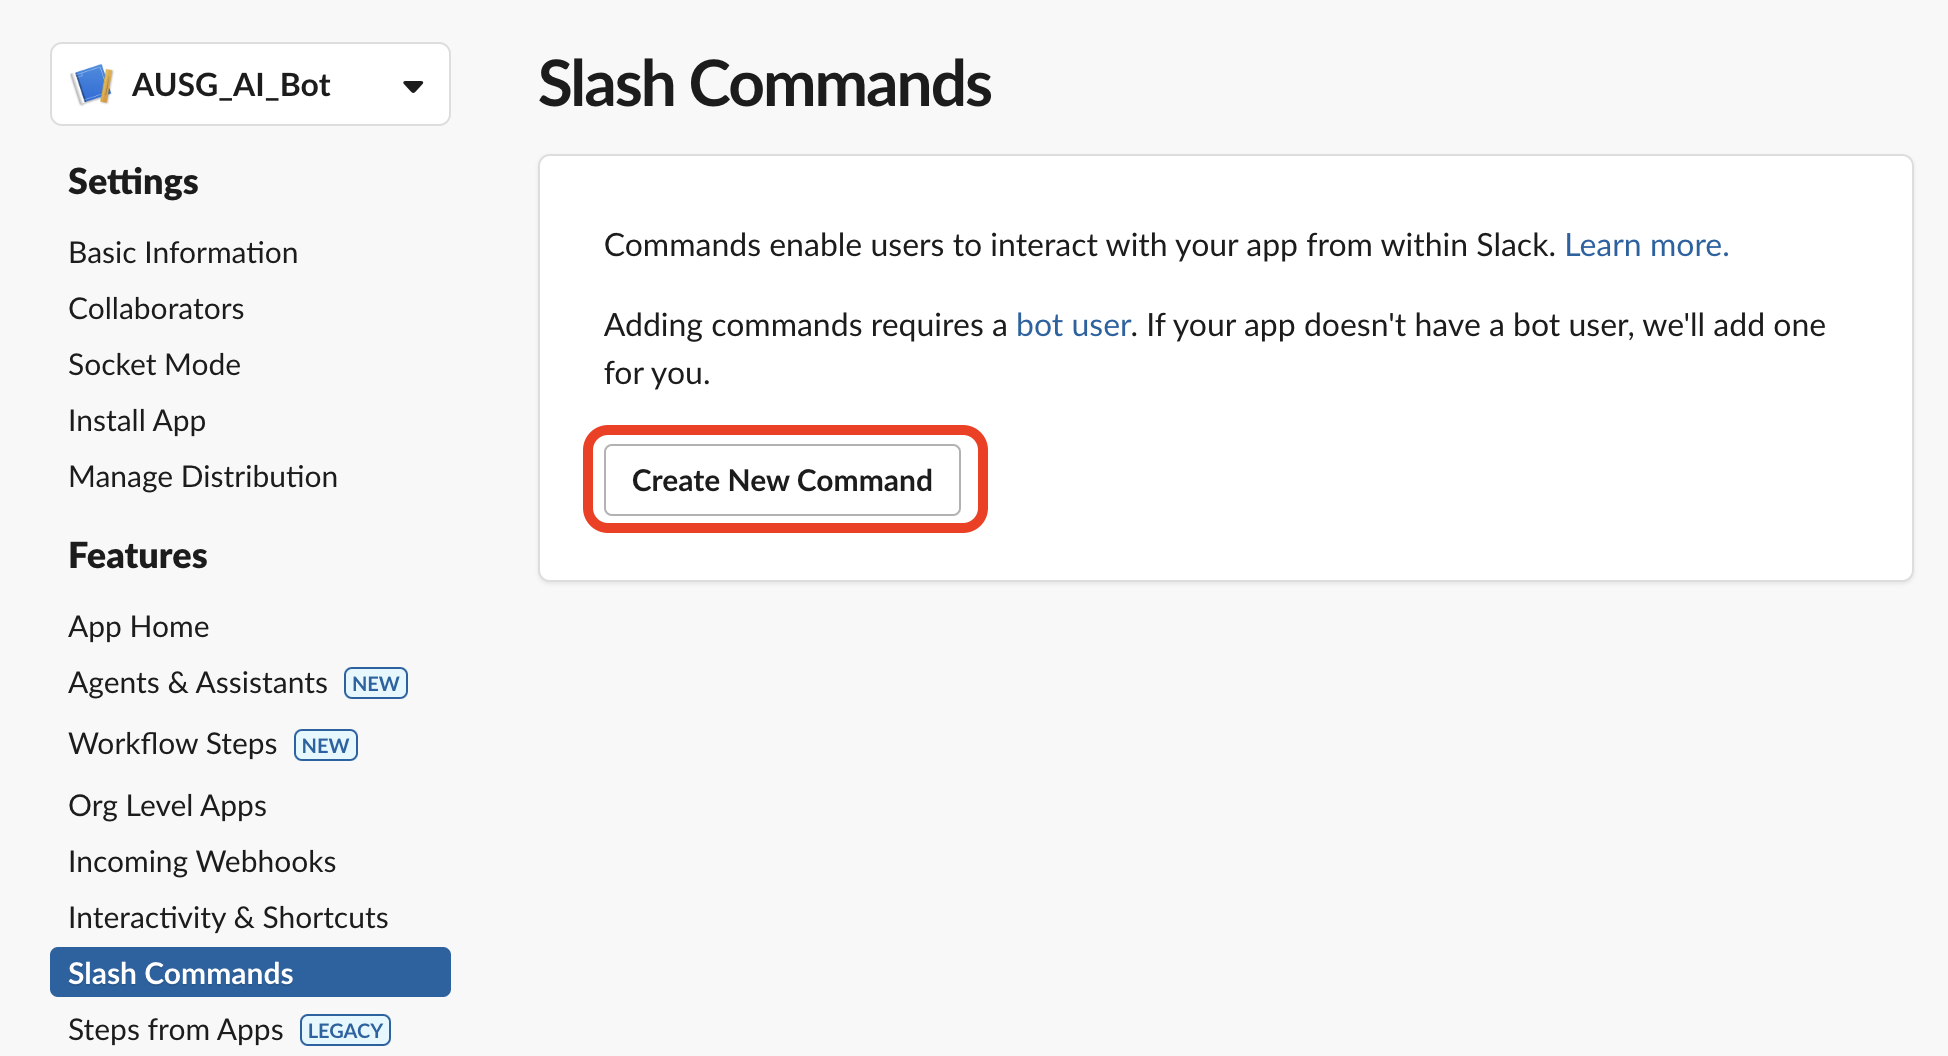 AUSG_AI_Bot
Settings
Basic Information
Collaborators
Socket Mode
Install App
Manage Distribution
Features
App Home
Agents & Assistants NEW
Workflow Steps NEW
Org Level Apps
Incoming Webhooks
Interactivity & Shortcuts
Slash Commands
Steps from Apps LEGACY
Slash Commands
Commands enable users to interact with your app from within Slack. Learn more.
Adding commands requires a bot user. If your app doesn't have a bot user, we'll add one
for you.
Create New Command